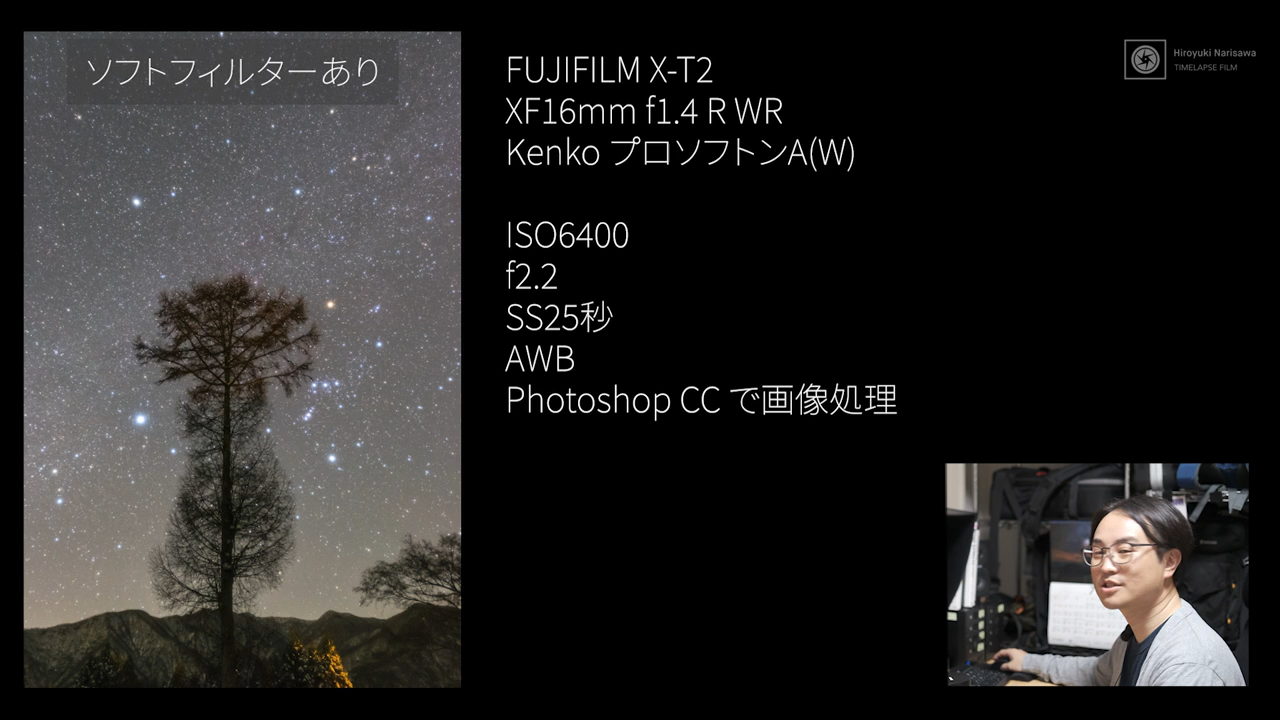 ソフトフィルターあり
FUJIFILM X-T2
XF16mm f1.4 R WR
Kenko プロソフトンA(W)
ISO6400
f2.2
SS25秒
AWB
Photoshop CC で画像処理
Hiroyuki Narisawa
TIMELAPSE FILM